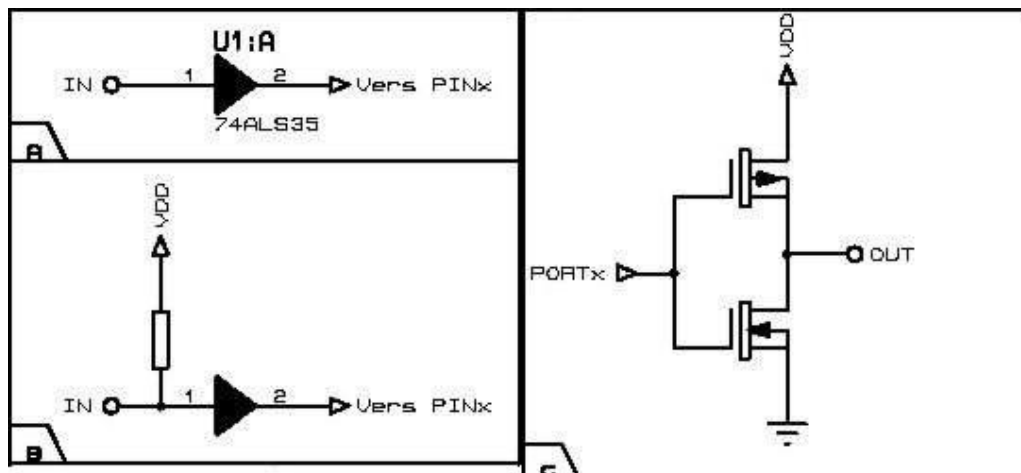 U1:A
IN 1 2 Vers PINx
74ALS35
A
VDD
IN 1 2 Vers PINx
B
VDD
PORTx OUT